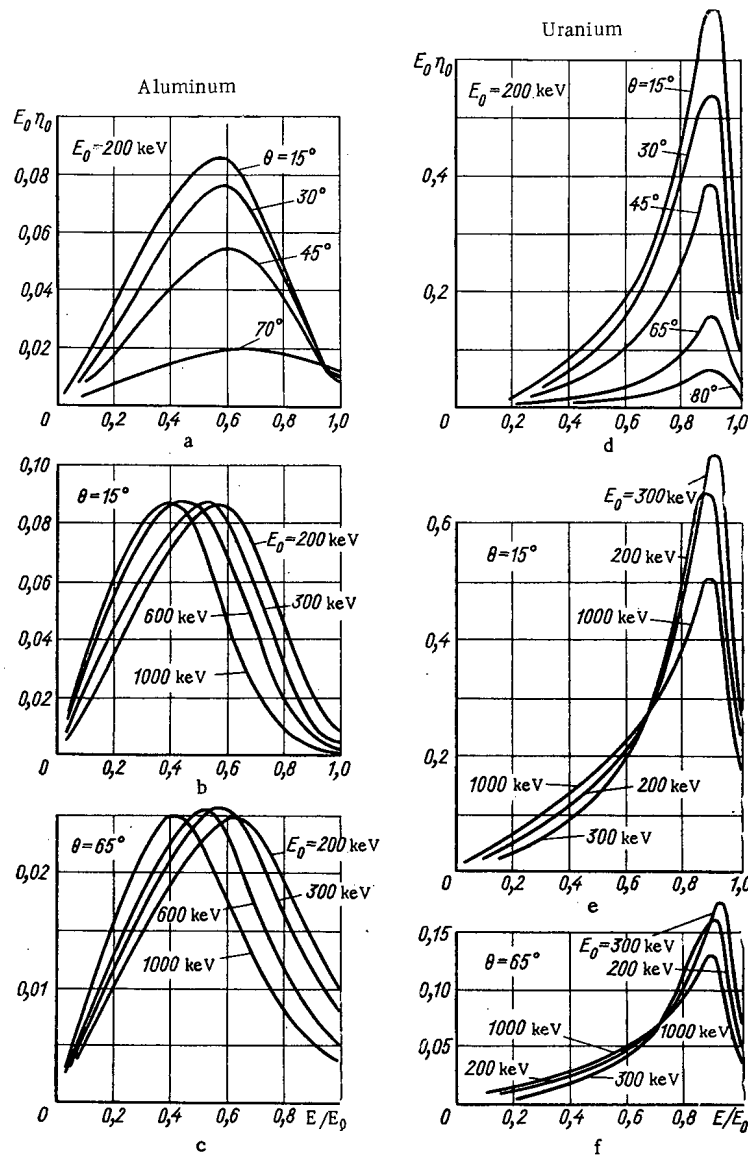 Aluminum
E₀η₀
E₀=200 keV
θ=15°
30°
45°
70°
0,08
0,06
0,04
0,02
0
0,2
0,4
0,6
0,8
1,0
a
0,10
θ=15°
E₀=200 keV
300 keV
600 keV
1000 keV
0,08
0,06
0,04
0,02
0
0,2
0,4
0,6
0,8
1,0
b
θ=65°
E₀=200 keV
300 keV
600 keV
1000 keV
0,02
0,01
0
0,2
0,4
0,6
0,8
E/E₀
c
Uranium
E₀η₀
E₀=200 keV
θ=15°
30°
45°
65°
80°
0,4
0,2
0
0,2
0,4
0,6
0,8
1,0
d
E₀=300 keV
θ=15°
200 keV
1000 keV
1000 keV
200 keV
300 keV
0,6
0,4
0,2
0
0,2
0,4
0,6
0,8
1,0
e
θ=65°
E₀=300 keV
200 keV
1000 keV
1000 keV
200 keV
300 keV
0,15
0,10
0,05
0
0,2
0,4
0,6
0,8
E/E₀
f